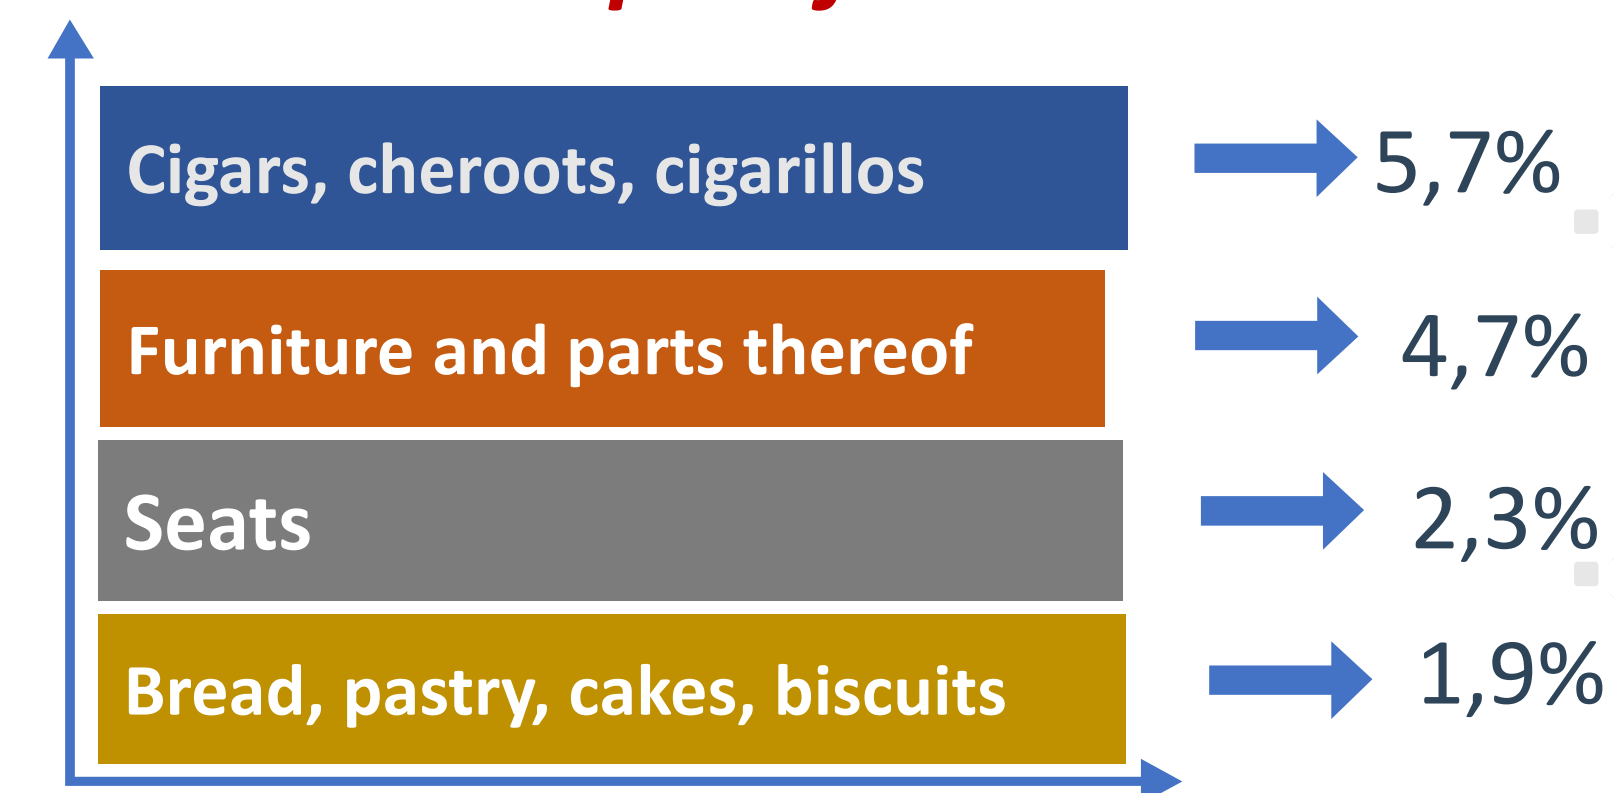 Cigars, cheroots, cigarillos 5,7%
Furniture and parts thereof 4,7%
Seats 2,3%
Bread, pastry, cakes, biscuits 1,9%